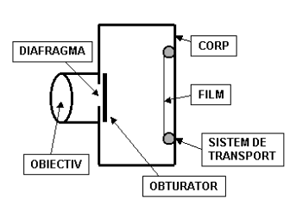 DIAFRAGMA
CORP
FILM
OBIECTIV
SISTEM DE
TRANSPORT
OBTURATOR